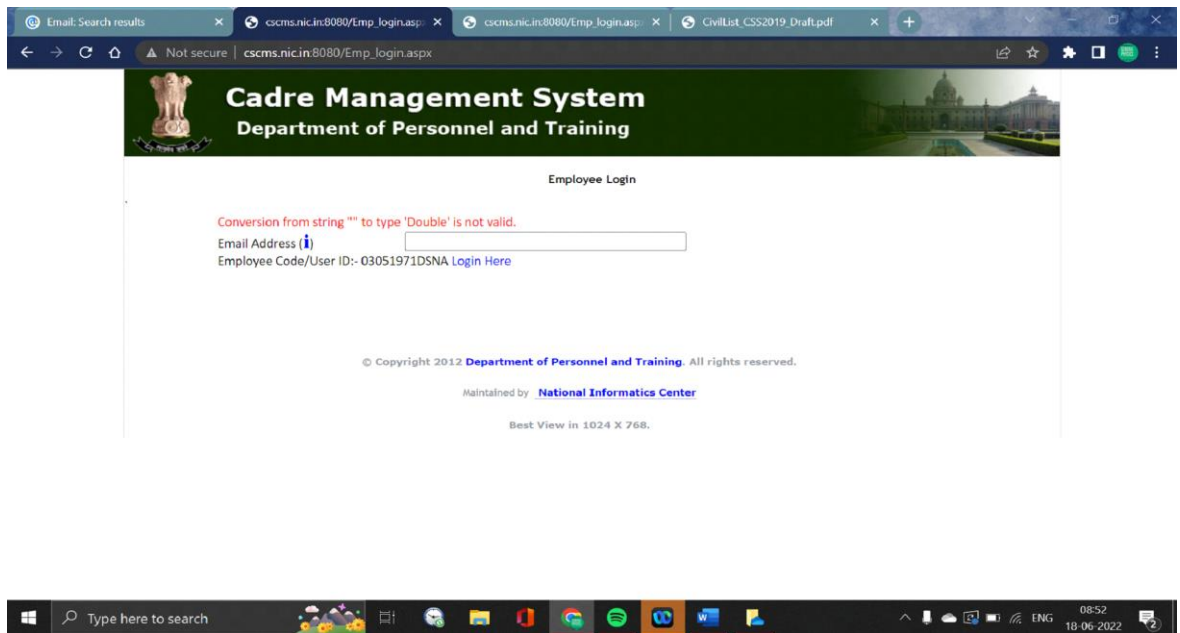 Email: Search results
cscms.nic.in:8080/Emp_login.asp
cscms.nic.in:8080/Emp_login.asp
CivilList_CSS2019_Draft.pdf
Not secure | cscms.nic.in:8080/Emp_login.aspx
Cadre Management System
Department of Personnel and Training
Employee Login
Conversion from string "" to type 'Double' is not valid.
Email Address (i)
Employee Code/User ID:- 03051971DSNA Login Here
© Copyright 2012 Department of Personnel and Training. All rights reserved.
Maintained by National Informatics Center
Best View in 1024 X 768.
Type here to search
ENG
08:52
18-06-2022
2